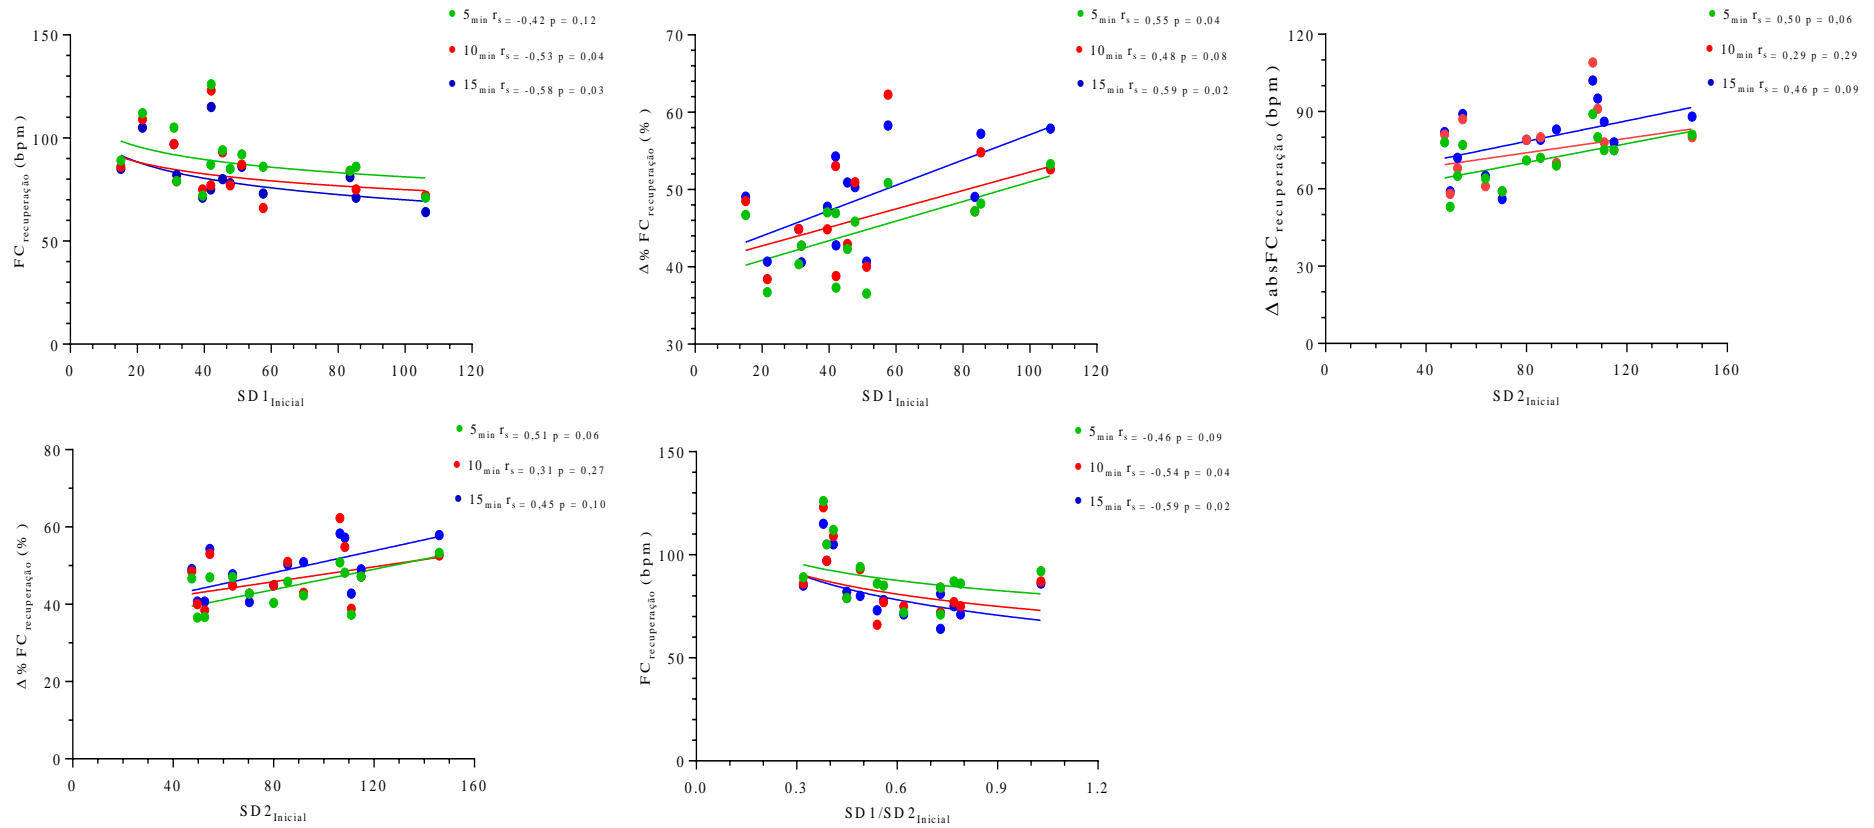 5min rs = -0,42 p = 0,12
10min rs = -0,53 p = 0,04
15min rs = -0,58 p = 0,03
FCrecuperação (bpm)
150
100
50
0
0 20 40 60 80 100 120
SD1Inicial
5min rs = 0,55 p = 0,04
10min rs = 0,48 p = 0,08
15min rs = 0,59 p = 0,02
Δ% FCrecuperação (%)
70
60
50
40
30
0 20 40 60 80 100 120
SD1Inicial
5min rs = 0,50 p = 0,06
10min rs = 0,29 p = 0,29
15min rs = 0,46 p = 0,09
ΔabsFCrecuperação (bpm)
120
90
60
30
0
0 40 80 120 160
SD2Inicial
5min rs = 0,51 p = 0,06
10min rs = 0,31 p = 0,27
15min rs = 0,45 p = 0,10
Δ% FCrecuperação (%)
80
60
40
20
0
0 40 80 120 160
SD2Inicial
5min rs = -0,46 p = 0,09
10min rs = -0,54 p = 0,04
15min rs = -0,59 p = 0,02
FCrecuperação (bpm)
150
100
50
0
0.0 0.3 0.6 0.9 1.2
SD1/SD2Inicial